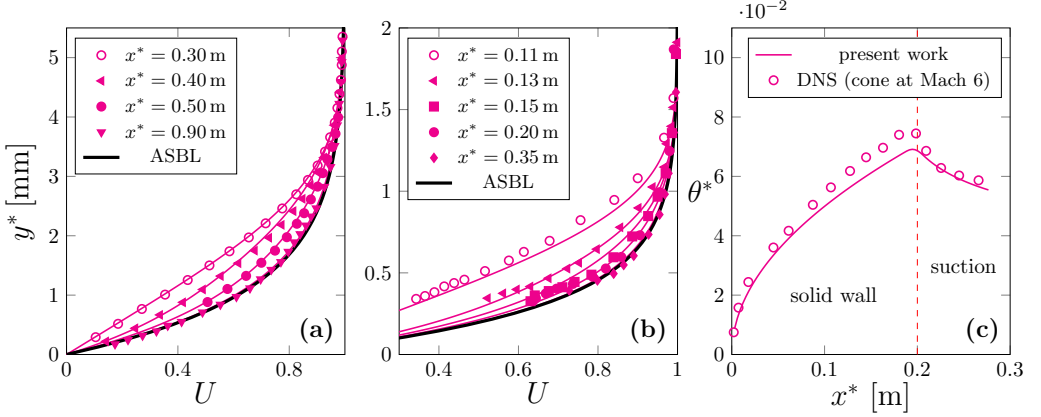 5
4
3
2
1
0
y* [mm]
x* = 0.30 m
x* = 0.40 m
x* = 0.50 m
x* = 0.90 m
ASBL
(a)
0
0.4
0.8
U
2
1.5
1
0.5
0
x* = 0.11 m
x* = 0.13 m
x* = 0.15 m
x* = 0.20 m
x* = 0.35 m
ASBL
(b)
0.4
0.6
0.8
1
U
·10⁻²
10
8
6
4
2
0
θ*
present work
DNS (cone at Mach 6)
solid wall
suction
(c)
0
0.1
0.2
0.3
x* [m]